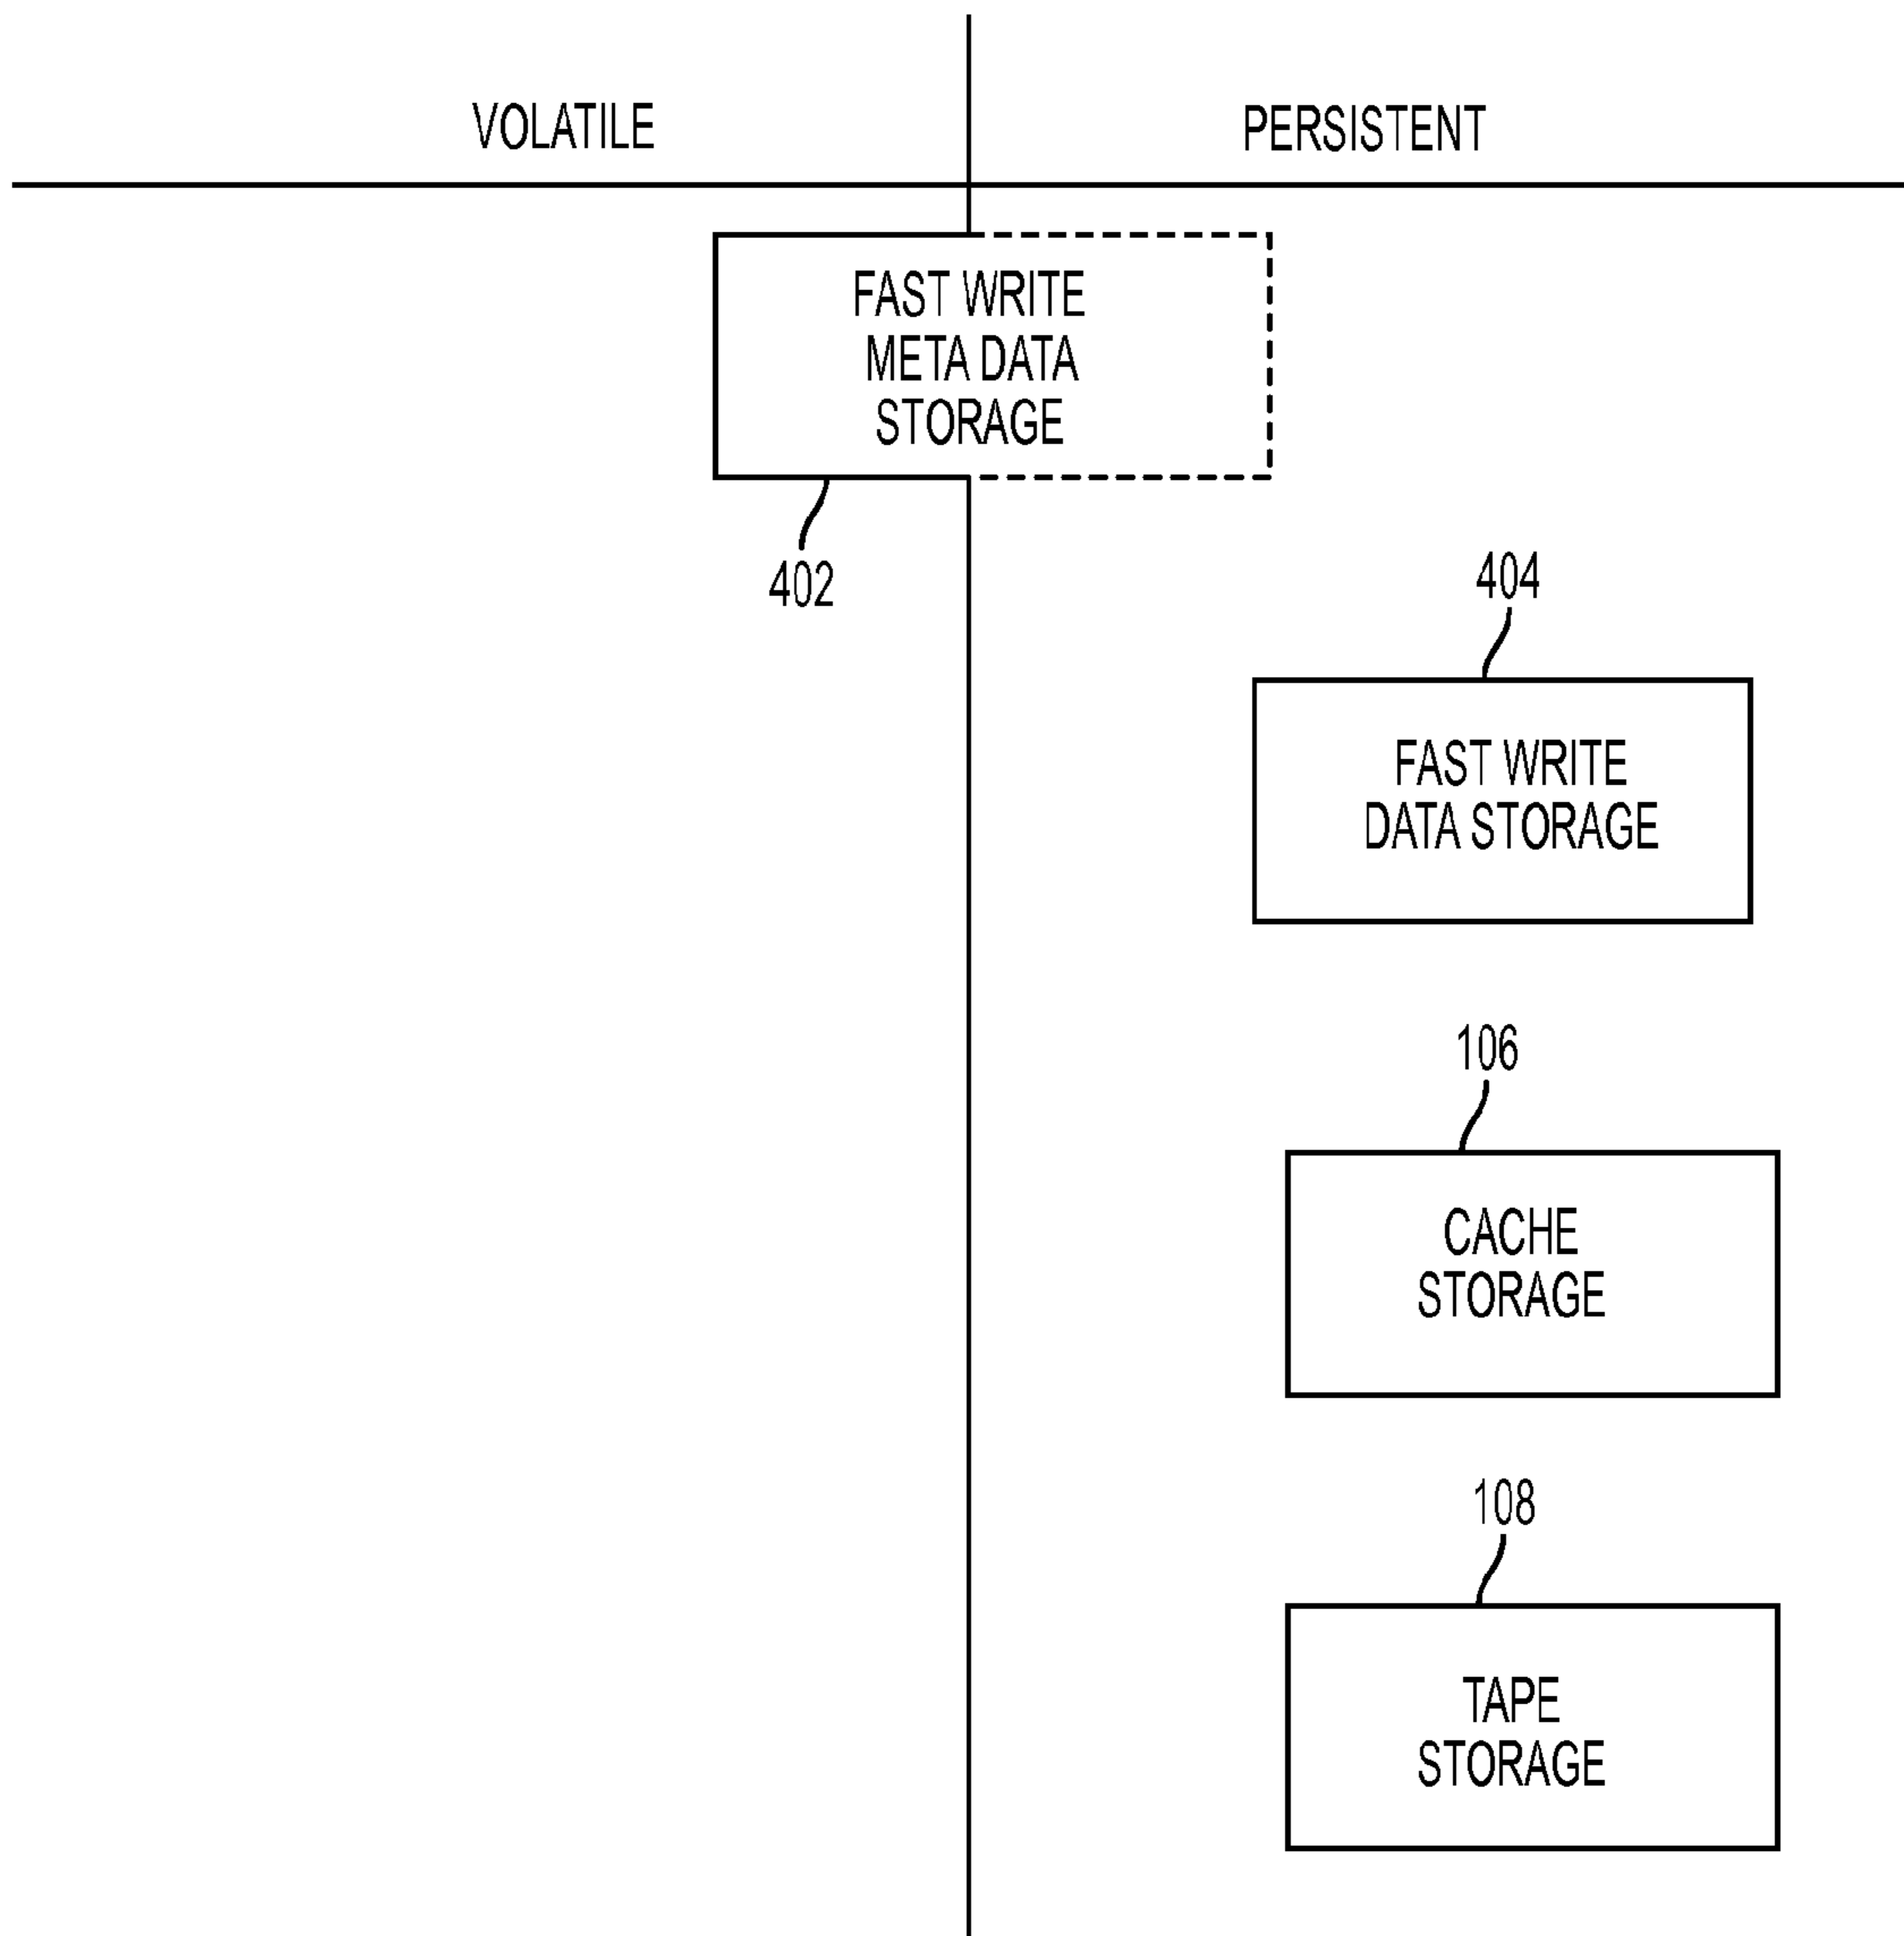 VOLATILE
PERSISTENT
FAST WRITE
META DATA
STORAGE
402
404
FAST WRITE
DATA STORAGE
106
CACHE
STORAGE
108
TAPE
STORAGE